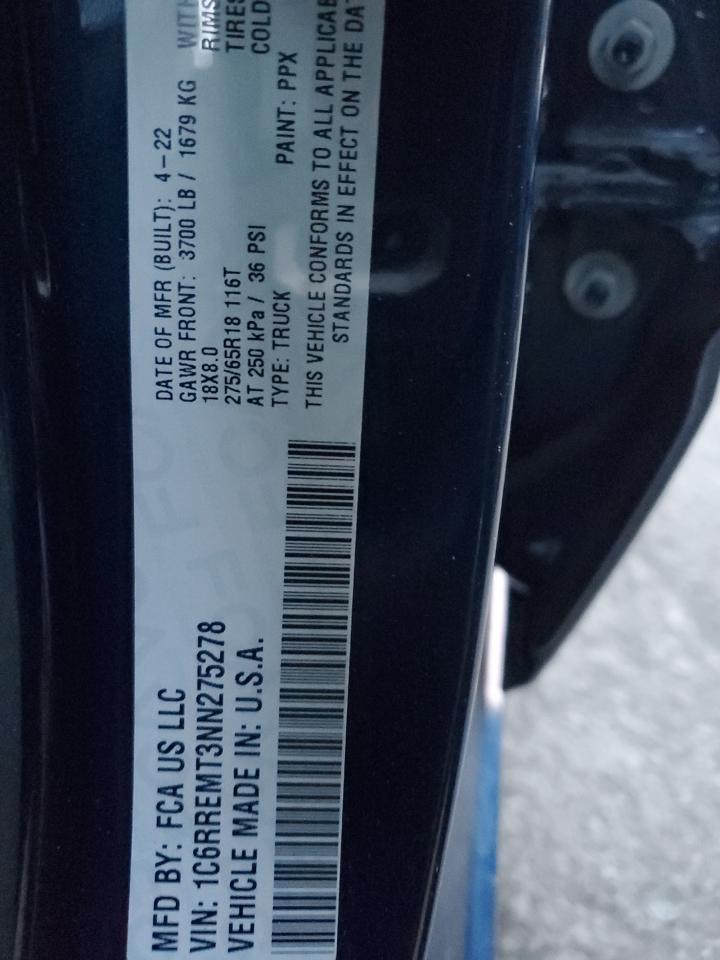 MFD BY: FCA US LLC
VIN: 1C6RREMT3NN275278
VEHICLE MADE IN: U.S.A.
DATE OF MFR (BUILT): 4-22
GAWR FRONT: 3700 LB / 1679 KG WITH
18X8.0 RIMS
275/65R18 116T TIRES
AT 250 kPa / 36 PSI COLD
TYPE: TRUCK PAINT: PPX
THIS VEHICLE CONFORMS TO ALL APPLICAB
STANDARDS IN EFFECT ON THE DAT